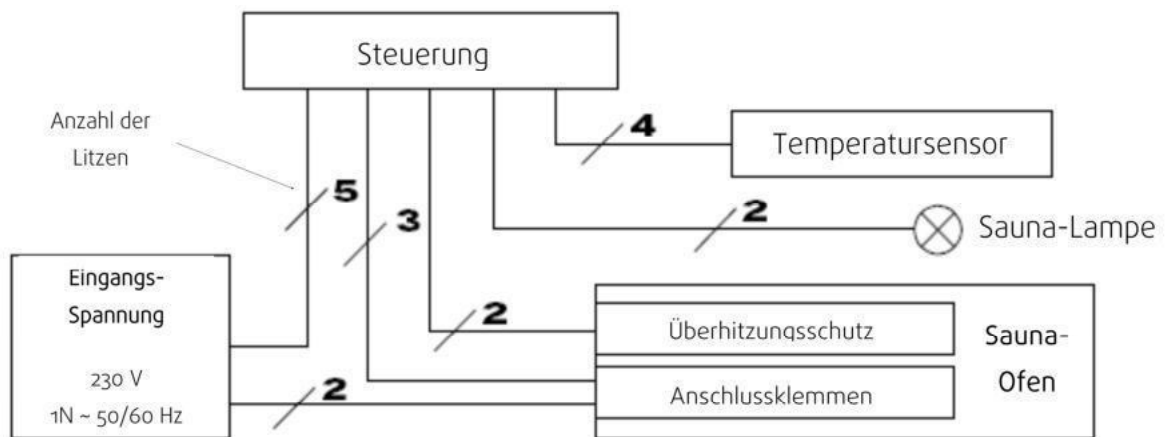 Steuerung
Anzahl der
Litzen
4
Temperatursensor
5
3
2
Sauna-Lampe
Eingangs-
Spannung
230 V
1N ~ 50/60 Hz
2
2
Überhitzungsschutz
Anschlussklemmen
Sauna-
Ofen